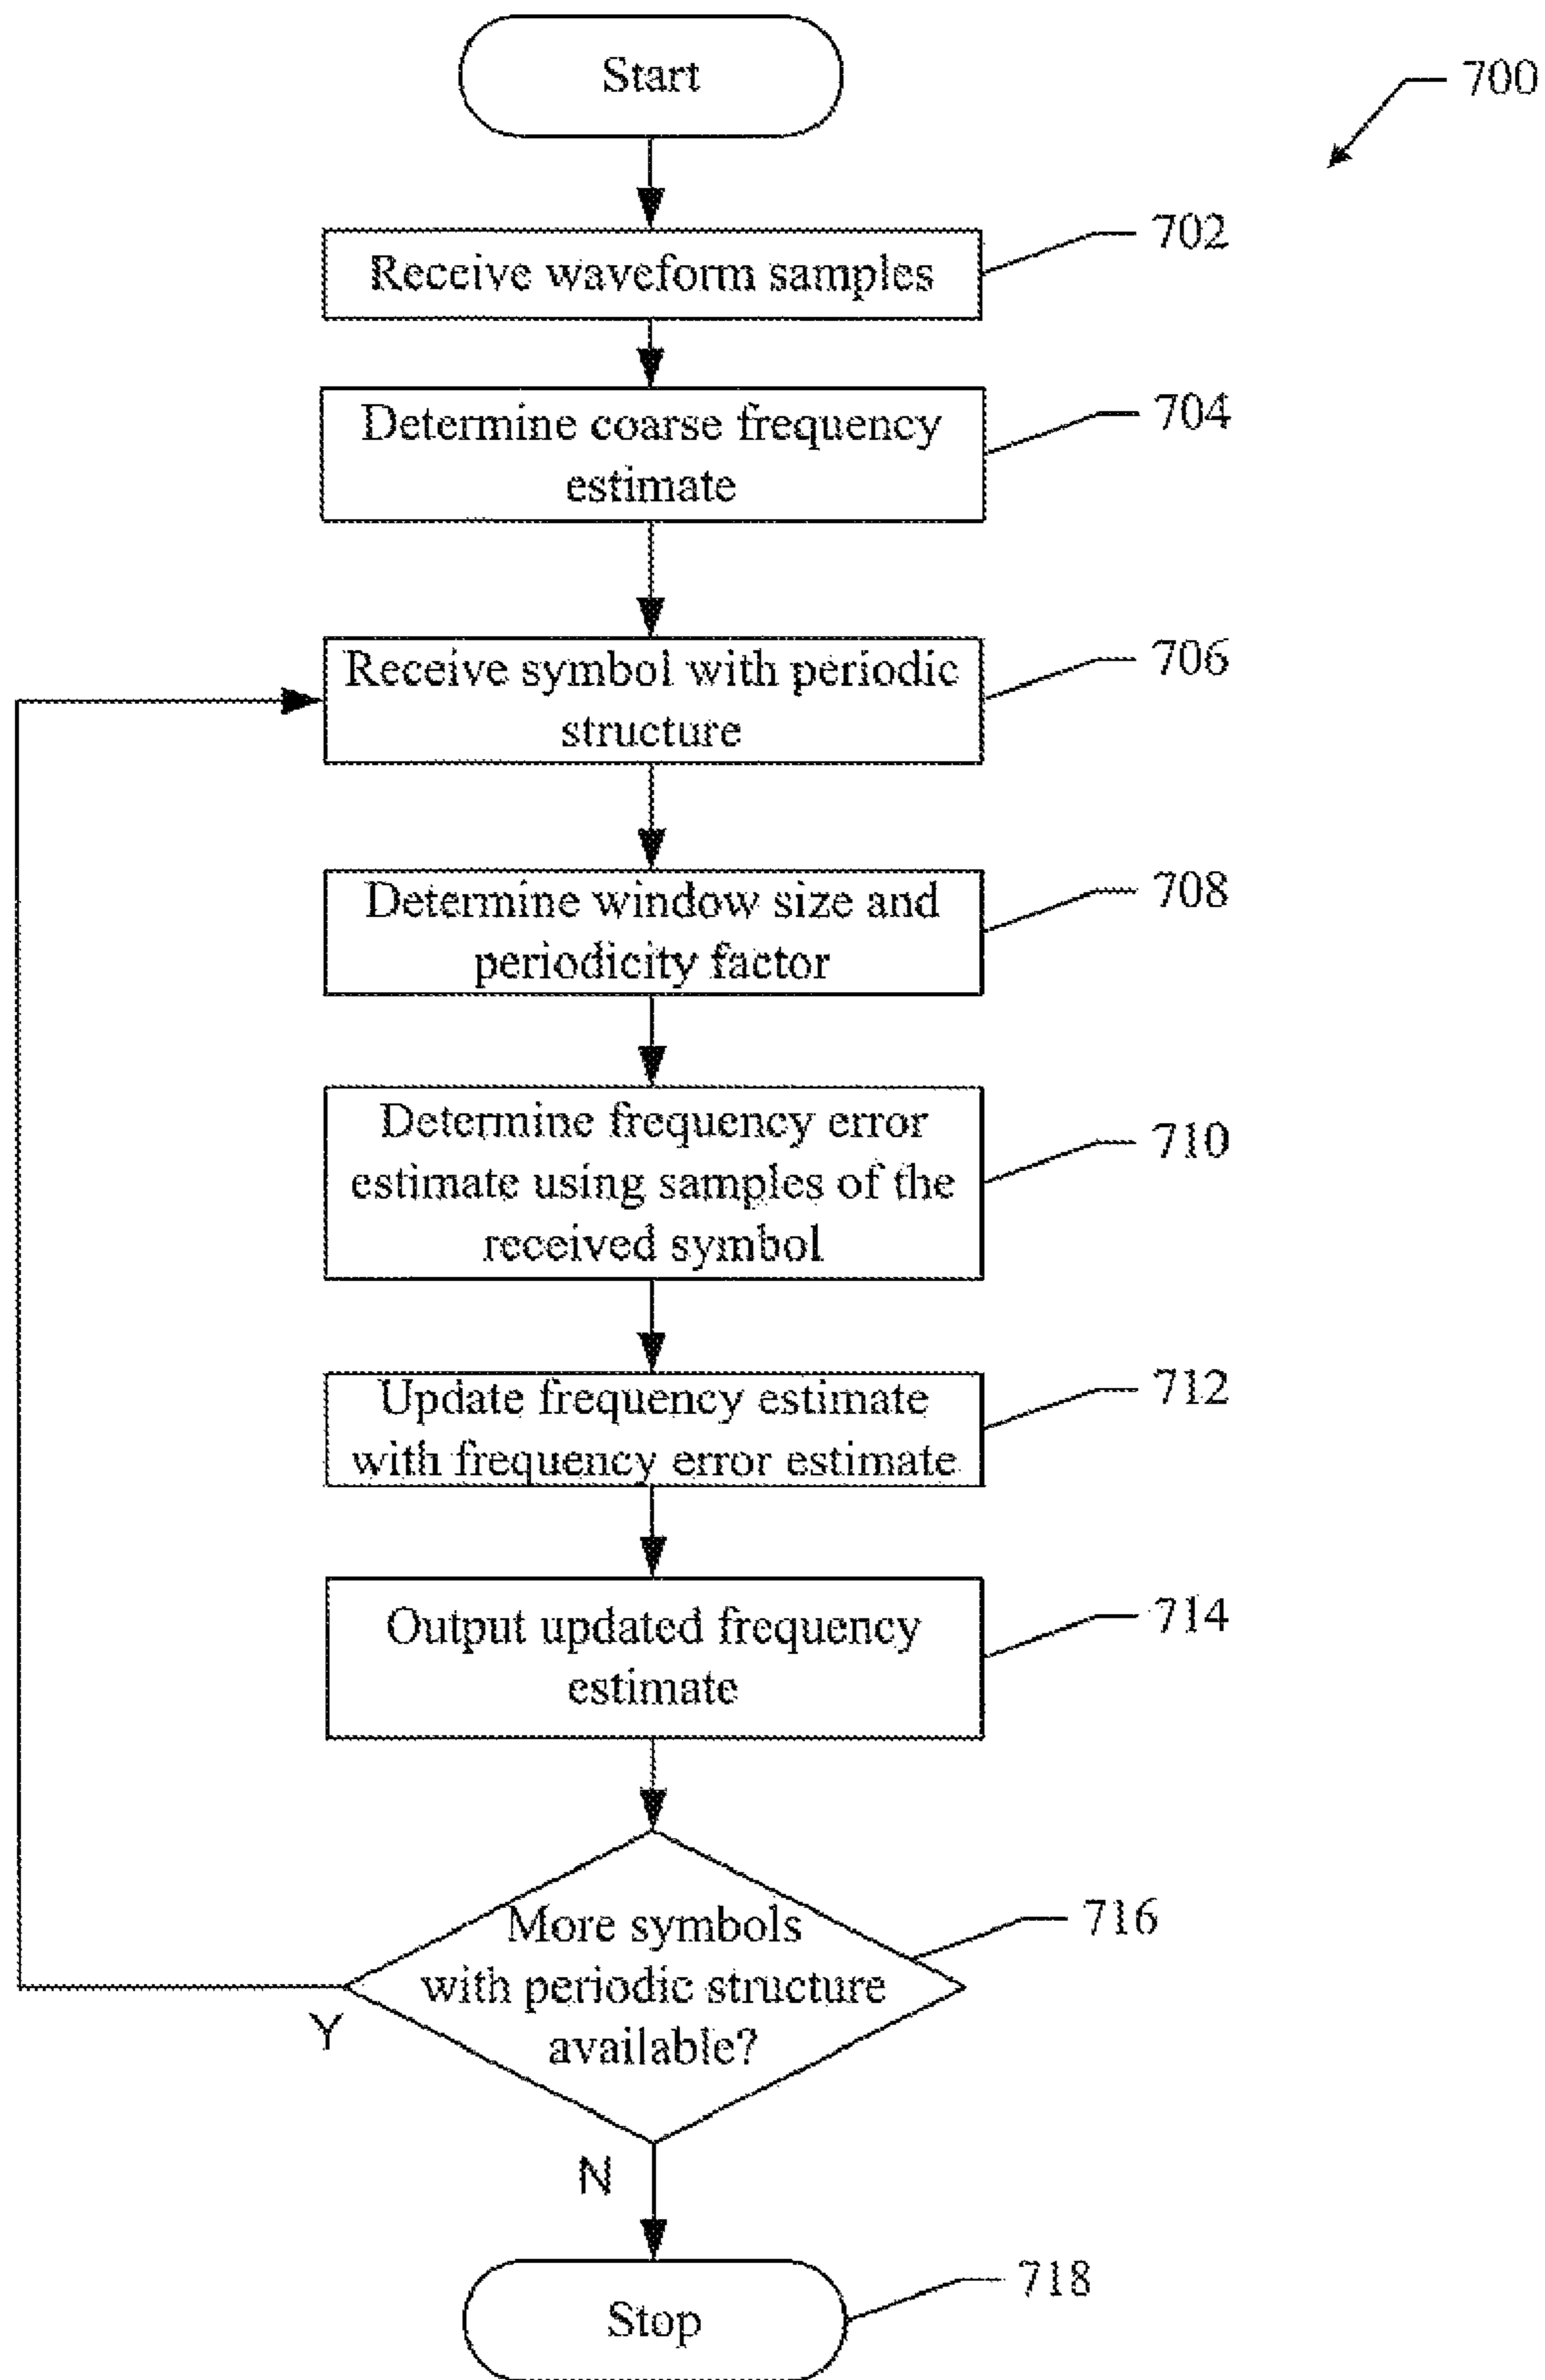 Start
700
Receive waveform samples
702
Determine coarse frequency
estimate
704
Receive symbol with periodic
structure
706
Determine window size and
periodicity factor
708
Determine frequency error
estimate using samples of the
received symbol
710
Update frequency estimate
with frequency error estimate
712
Output updated frequency
estimate
714
More symbols
with periodic structure
available?
716
Y
N
Stop
718